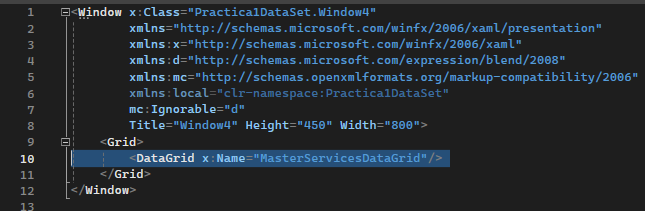 1 <Window x:Class="Practica1DataSet.Window4"
2 xmlns="http://schemas.microsoft.com/winfx/2006/xaml/presentation"
3 xmlns:x="http://schemas.microsoft.com/winfx/2006/xaml"
4 xmlns:d="http://schemas.microsoft.com/expression/blend/2008"
5 xmlns:mc="http://schemas.openxmlformats.org/markup-compatibility/2006"
6 xmlns:local="clr-namespace:Practica1DataSet"
7 mc:Ignorable="d"
8 Title="Window4" Height="450" Width="800">
9 <Grid>
10 <DataGrid x:Name="MasterServicesDataGrid"/>
11 </Grid>
12 </Window>
13